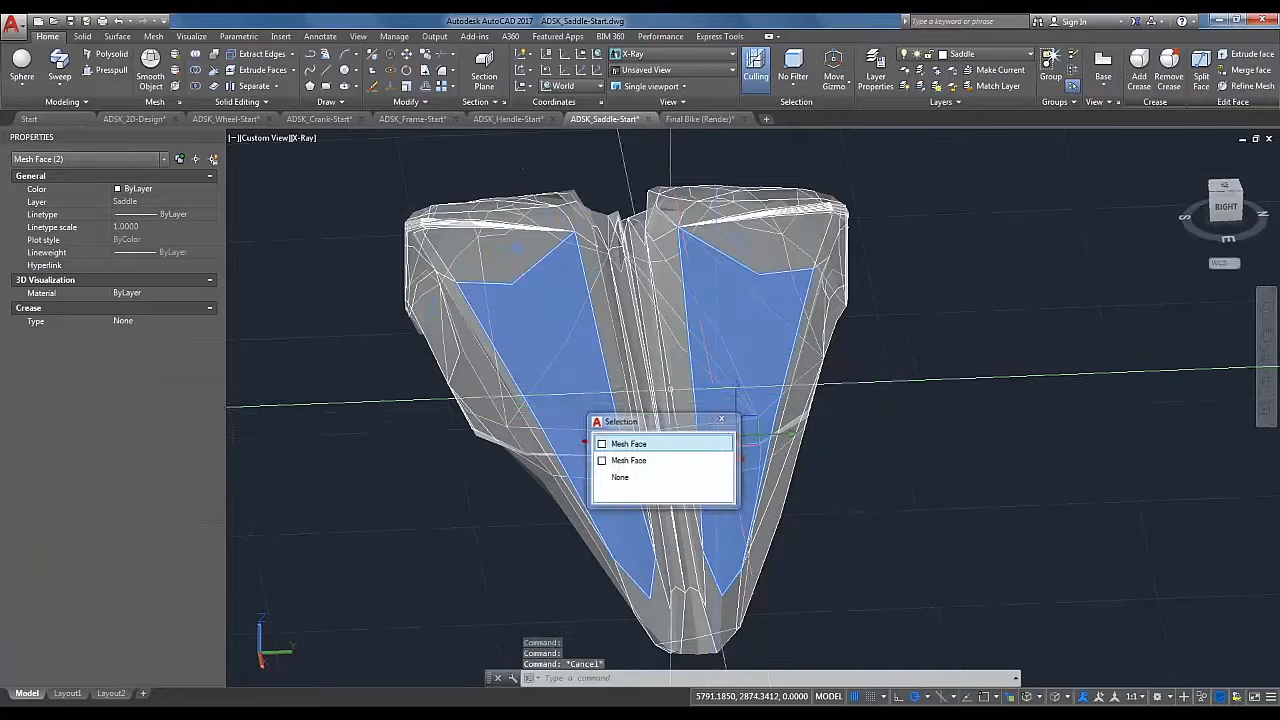 Autodesk AutoCAD 2017 ADSK_Saddle-Start.dwg
Type a keyword or phrase
Sign In
Home Solid Surface Mesh Visualize Parametric Insert Annotate View Manage Output Add-ins A360 Featured Apps BIM 360 Performance Express Tools
Polysolid Extrude Edges X-Ray Saddle Extrude face
Presspull Extrude Faces Unsaved View Make Current Merge face
Sphere Sweep Smooth Object Separate Section Plane World Single viewport Culling No Filter Move Gizmo Layer Properties Match Layer Group Base Add Crease Remove Crease Split Face Refine Mesh
Modeling Mesh Solid Editing Draw Modify Section Coordinates View Selection Layers Groups View Crease Edit Face
Start ADSK_2D-Design* ADSK_Wheel-Start* ADSK_Crank-Start* ADSK_Frame-Start* ADSK_Handle-Start* ADSK_Saddle-Start* Final Bike (Render)*
PROPERTIES
[−][Custom View][X-Ray]
Mesh Face (2)
General
Color ByLayer
Layer Saddle
Linetype ByLayer
Linetype scale 1.0000
Plot style ByColor
Lineweight ByLayer
Hyperlink
3D Visualization
Material ByLayer
Crease
Type None
RIGHT
S N
E
WCS
Selection
Mesh Face
Mesh Face
None
Z
Y
Command:
Command:
Command: *Cancel*
Type a command
Model Layout1 Layout2
5791.1850, 2874.3412, 0.0000 MODEL 1:1